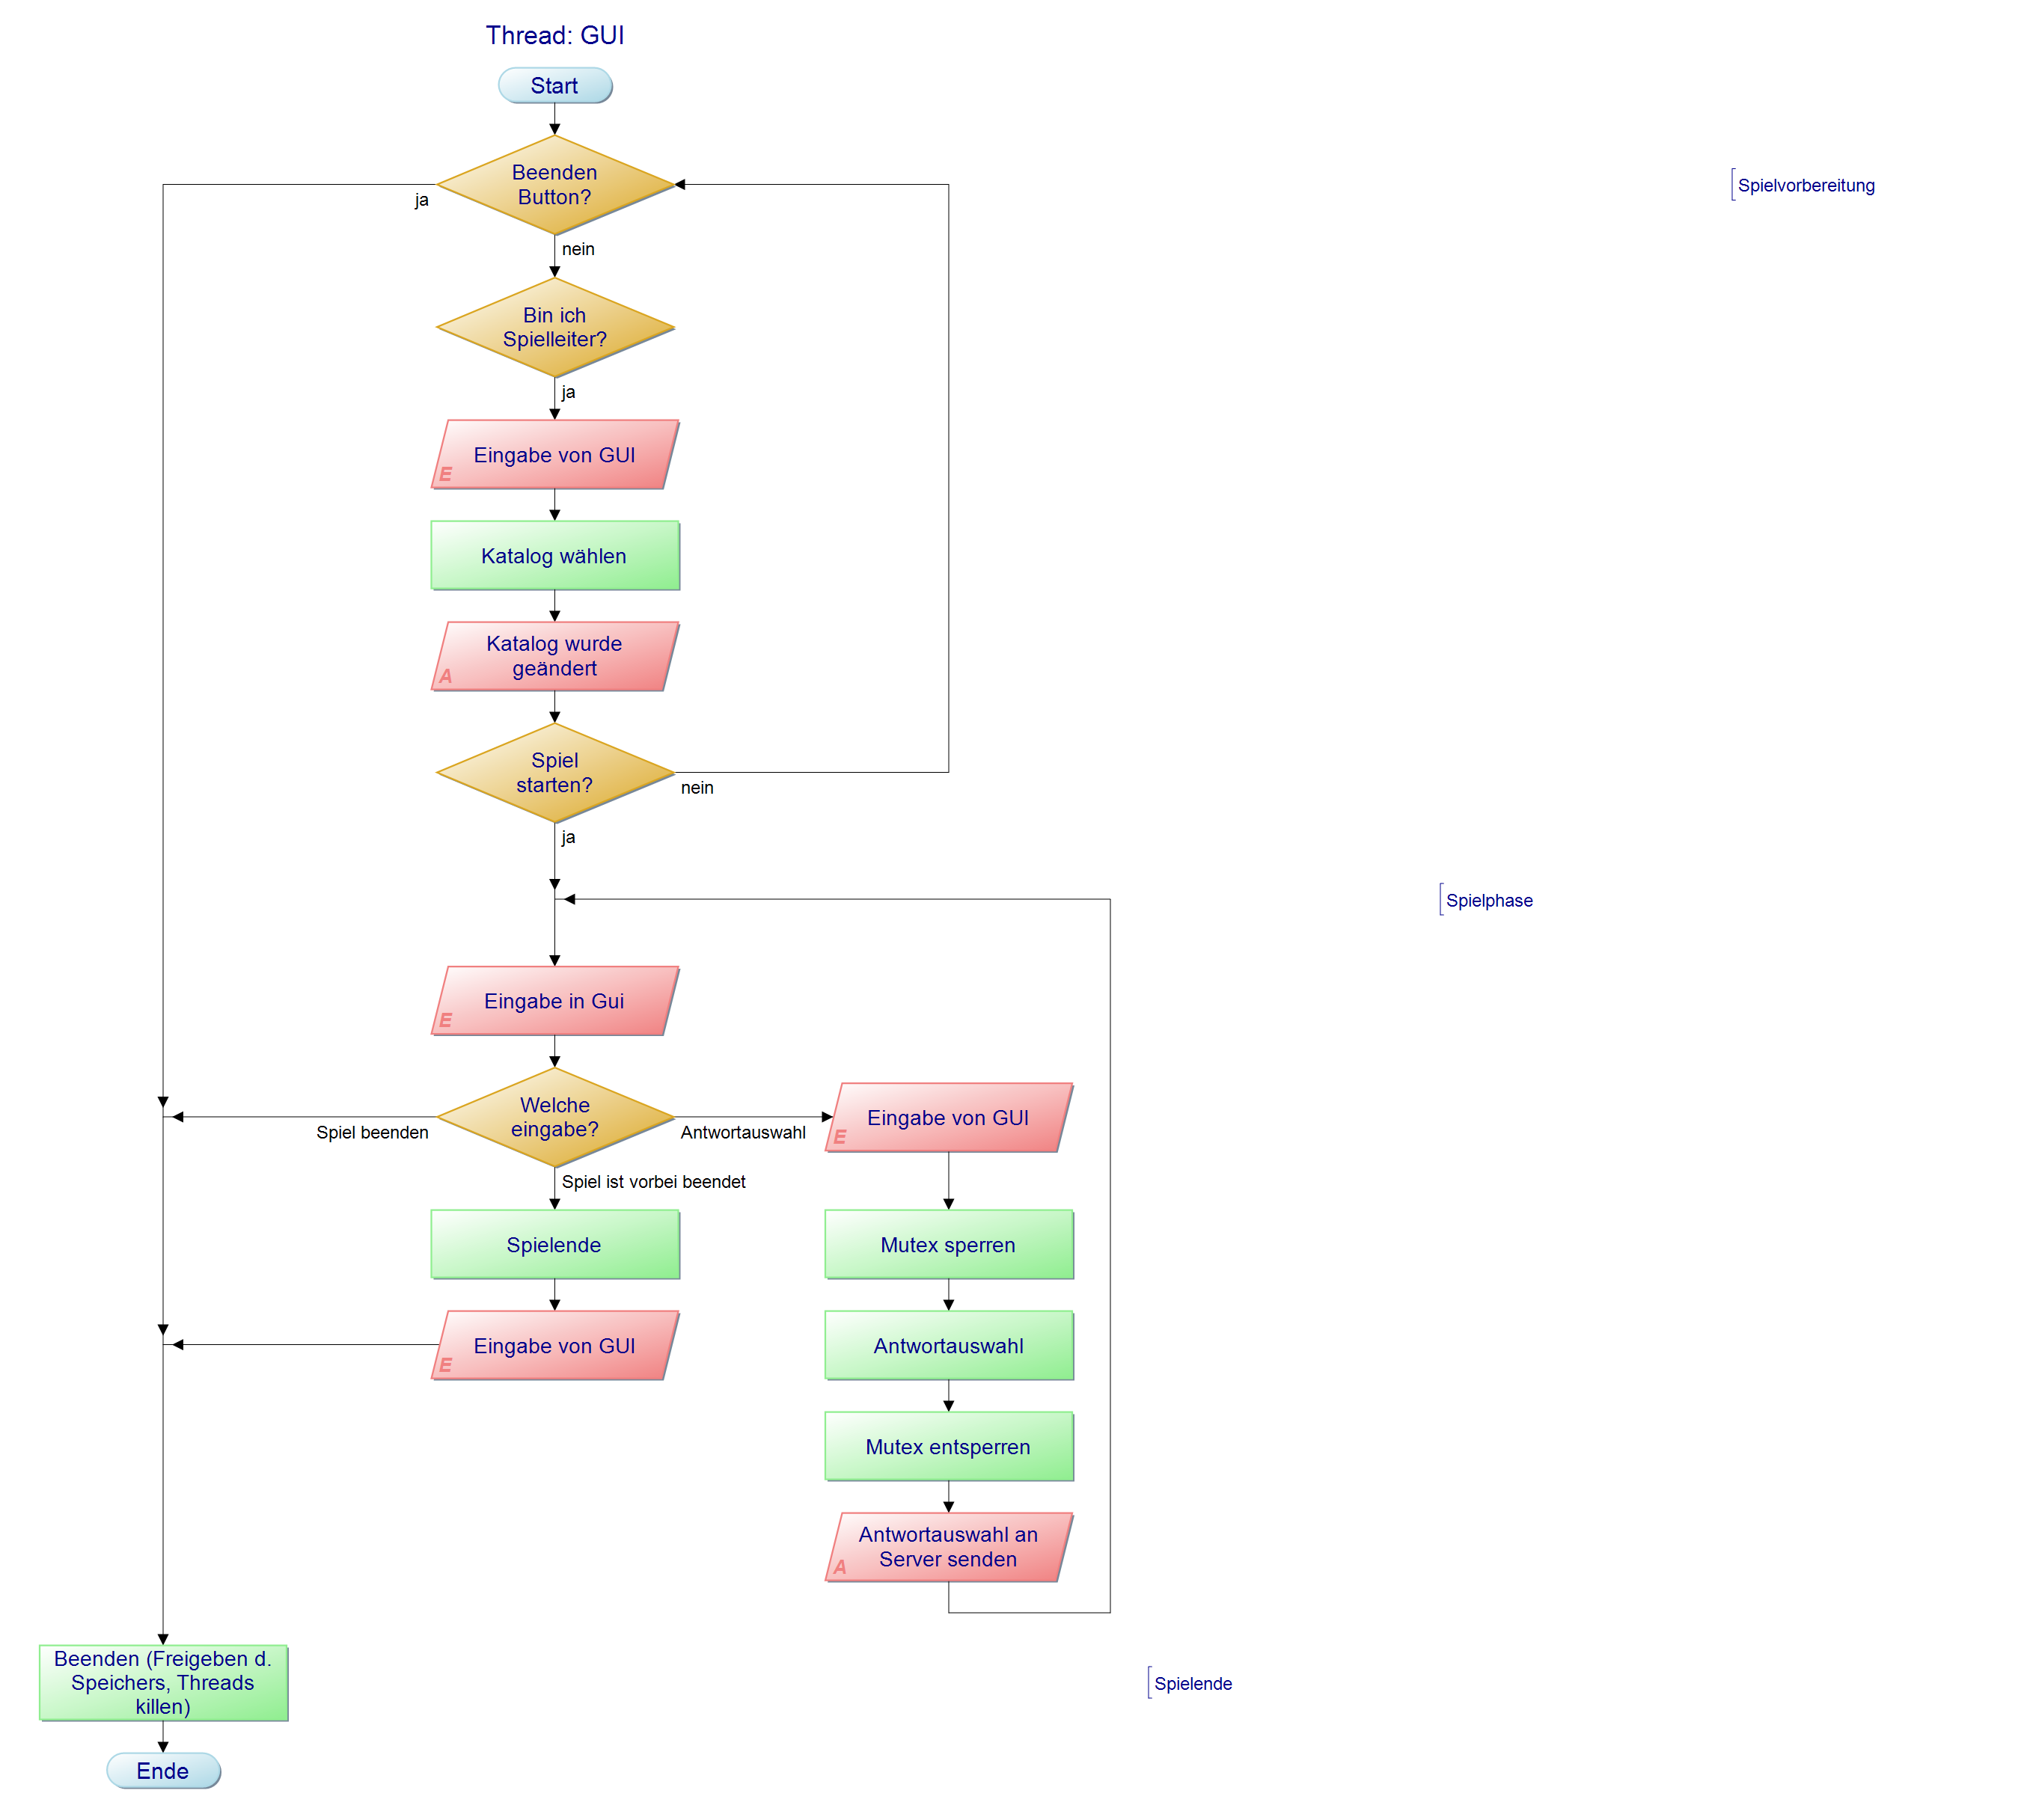 Thread: GUI
Start
Beenden
Button?
ja
Spielvorbereitung
nein
Bin ich
Spielleiter?
ja
Eingabe von GUI
E
Katalog wählen
Katalog wurde
geändert
A
Spiel
starten?
nein
ja
Spielphase
Eingabe in Gui
E
Welche
eingabe?
Spiel beenden
Antwortauswahl
Eingabe von GUI
E
Spiel ist vorbei beendet
Spielende
Mutex sperren
Eingabe von GUI
E
Antwortauswahl
Mutex entsperren
Antwortauswahl an
Server senden
A
Beenden (Freigeben d.
Speichers, Threads
killen)
Spielende
Ende